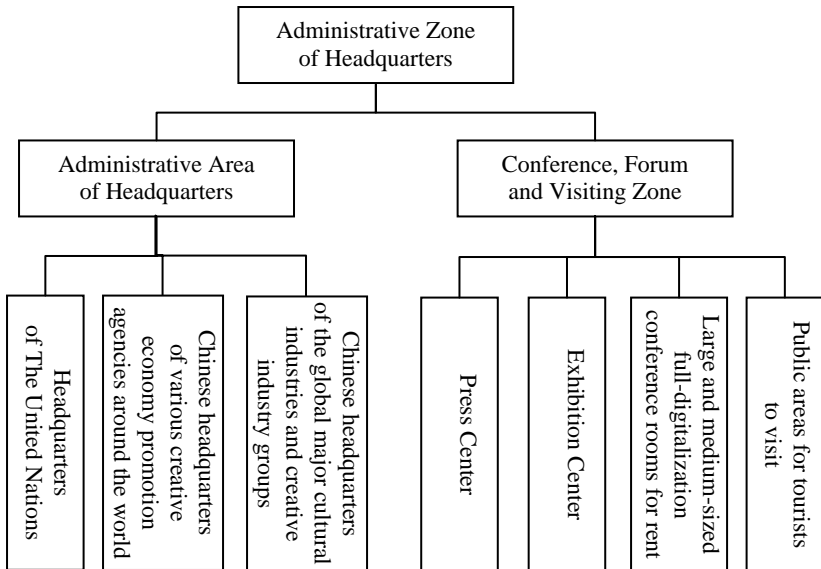 Administrative Zone
of Headquarters
Administrative Area
of Headquarters
Conference, Forum
and Visiting Zone
Headquarters
of The United Nations
Chinese headquarters
of various creative
economy promotion
agencies around the world
Chinese headquarters
of the global major cultural
industries and creative
industry groups
Press Center
Exhibition Center
Large and medium-sized
full-digitalization
conference rooms for rent
Public areas for tourists
to visit